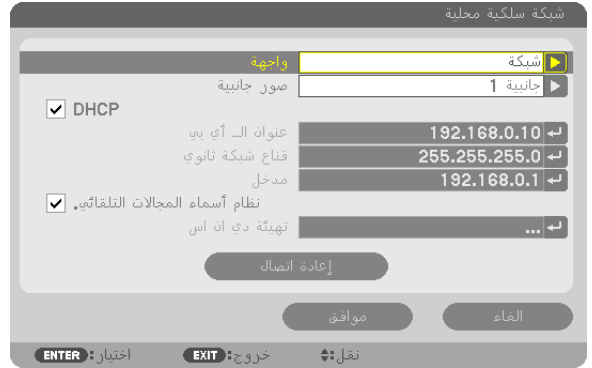 شبكة سلكية محلية
واجهة شبكة
صور جانبية جانبية 1
DHCP
عنوان الـ آي بي 192.168.0.10
قناع شبكة ثانوي 255.255.255.0
مدخل 192.168.0.1
نظام أسماء المجالات التلقائي.
تهيئة دي ان اس ...
إعادة اتصال
الغاء موافق
ENTER: اختيار EXIT: خروج نقل: